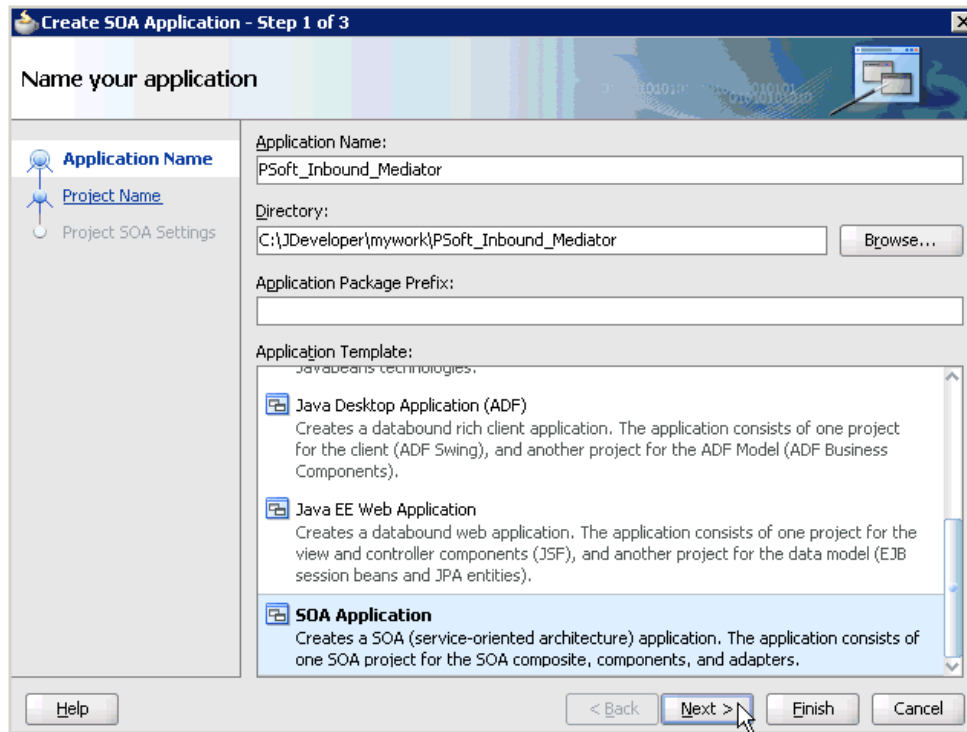 Create SOA Application - Step 1 of 3
Name your application
Application Name
Project Name
Project SOA Settings
Application Name:
PSoft_Inbound_Mediator
Directory:
C:\JDeveloper\mywork\PSoft_Inbound_Mediator
Browse...
Application Package Prefix:
Application Template:
Javabeans technologies.
Java Desktop Application (ADF)
Creates a databound rich client application. The application consists of one project
for the client (ADF Swing), and another project for the ADF Model (ADF Business
Components).
Java EE Web Application
Creates a databound web application. The application consists of one project for the
view and controller components (JSF), and another project for the data model (EJB
session beans and JPA entities).
SOA Application
Creates a SOA (service-oriented architecture) application. The application consists of
one SOA project for the SOA composite, components, and adapters.
Help
< Back
Next >
Finish
Cancel